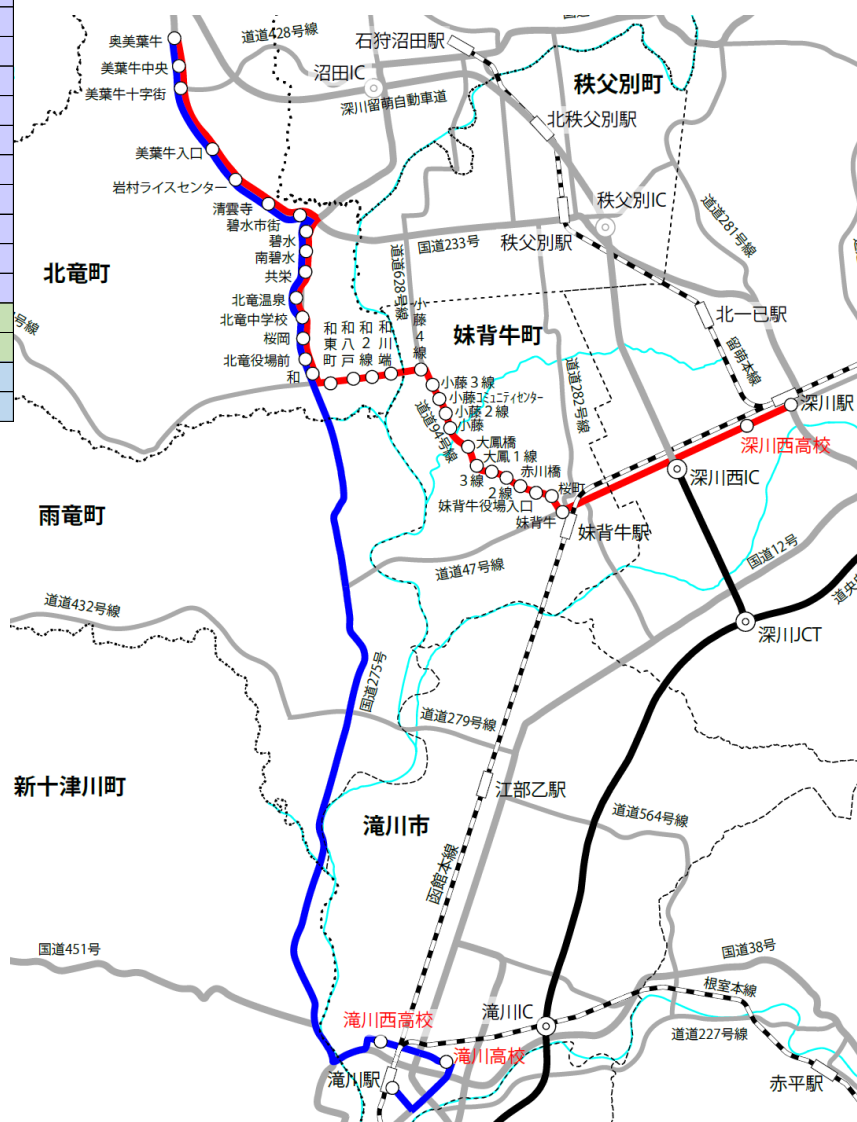 奥美葉牛
道道428号線
石狩沼田駅
美葉牛中央
沼田IC
秩父別町
美葉牛十字街
深川留萌自動車道
北秩父別駅
美葉牛入口
岩村ライスセンター
秩父別IC
道道281号線
清雲寺
碧水市街
碧水
国道233号
秩父別駅
南碧水
道道628号線
北竜町
共栄
北竜温泉
小藤4線
北一已駅
号線
北竜中学校
和東町
和八戸
和2線
和川端
妹背牛町
桜岡
留萌本線
北竜役場前
道道282号線
和
小藤3線
小藤コミュニティセンター
深川駅
小藤2線
道道94号線
小藤
深川西高校
大鳳橋
大鳳1線
3線
赤川橋
深川西IC
2線
桜町
妹背牛役場入口
妹背牛
雨竜町
妹背牛駅
国道12号
道道47号線
道央
道道432号線
深川JCT
国道275号
道道279号線
新十津川町
江部乙駅
滝川市
道道564号線
函館本線
国道451号
国道38号
根室本線
滝川IC
滝川西高校
道道227号線
滝川高校
滝川駅
赤平駅